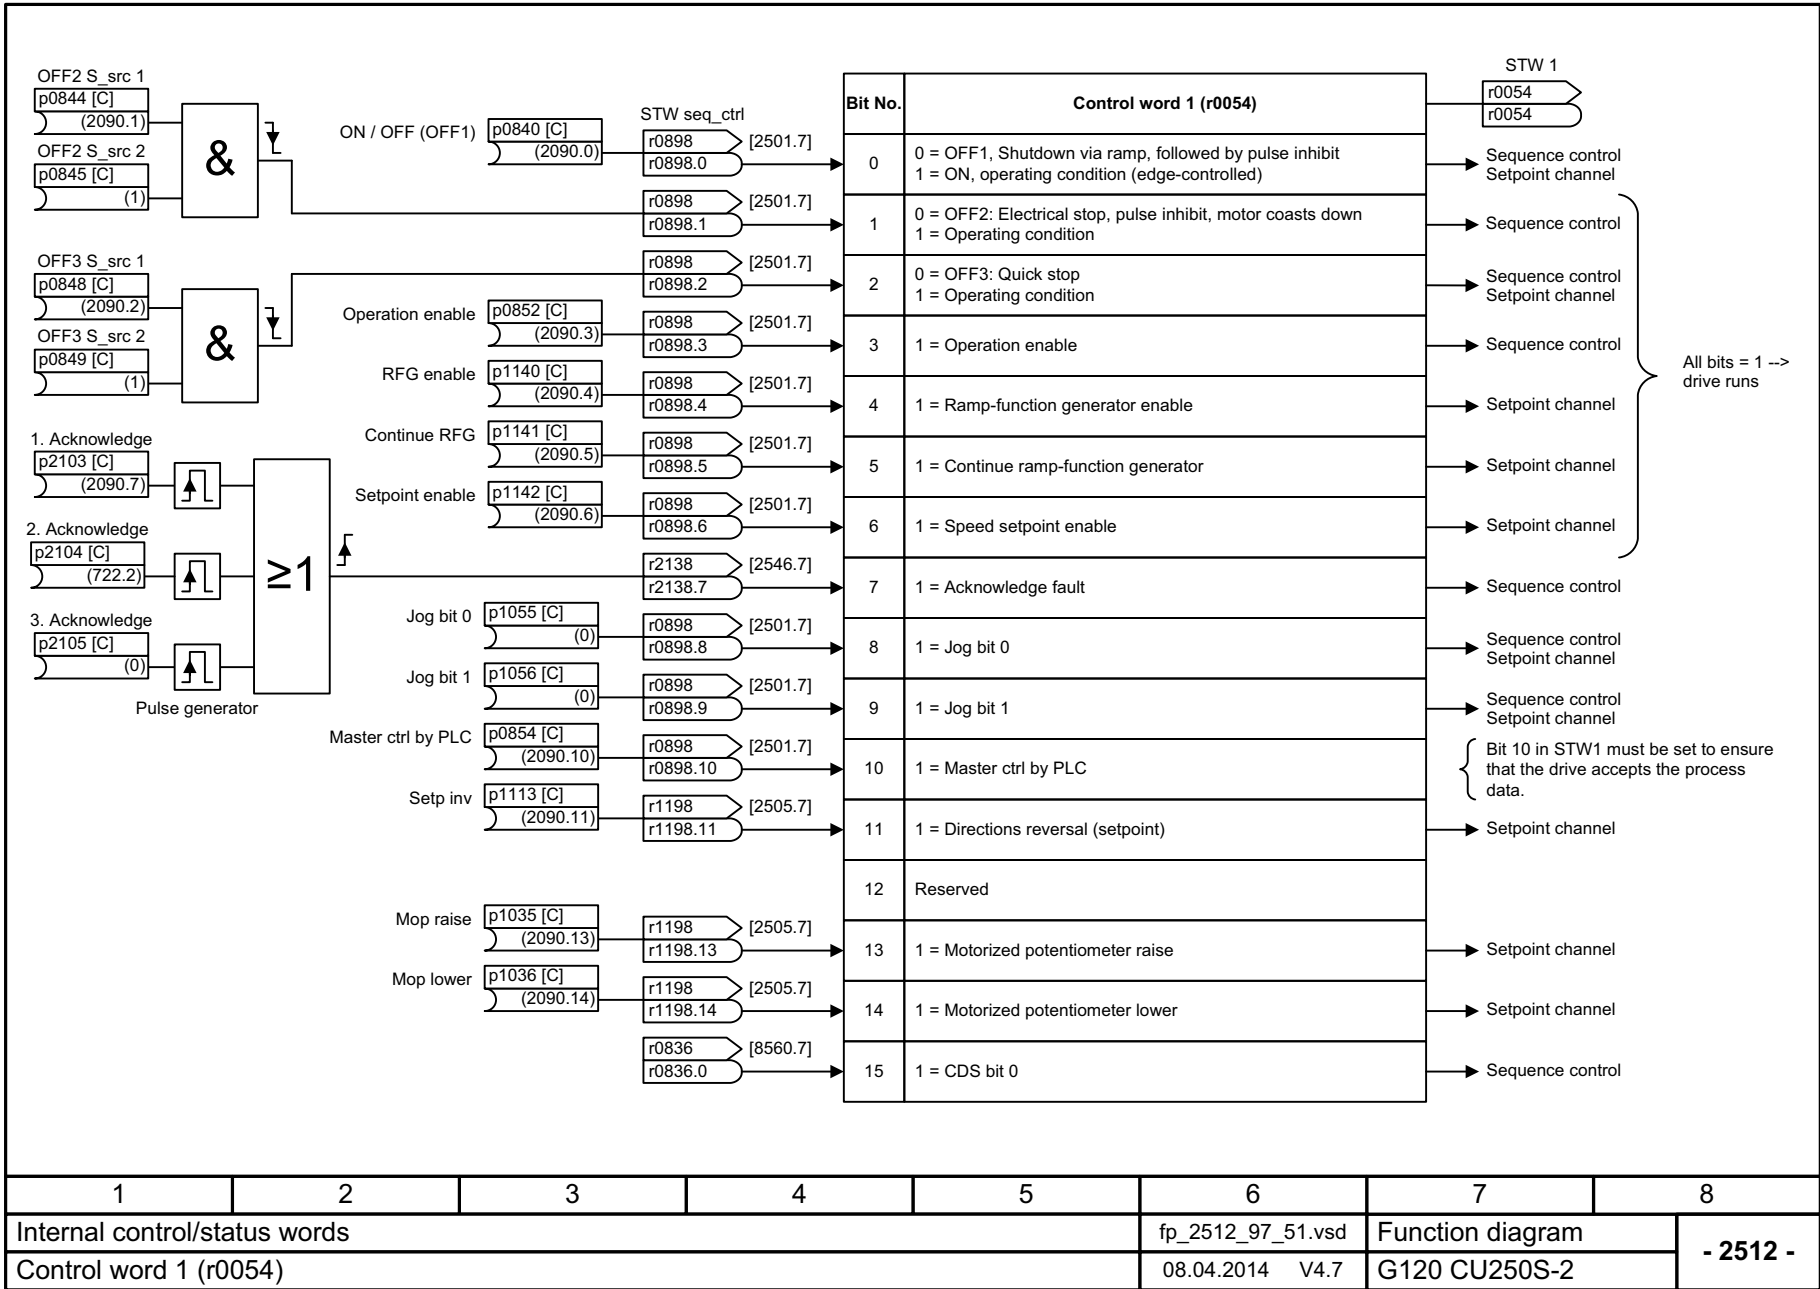 OFF2 S_src 1
p0844 [C]
(2090.1)
OFF2 S_src 2
p0845 [C]
(1)
&
OFF3 S_src 1
p0848 [C]
(2090.2)
OFF3 S_src 2
p0849 [C]
(1)
&
1. Acknowledge
p2103 [C]
(2090.7)
2. Acknowledge
p2104 [C]
(722.2)
3. Acknowledge
p2105 [C]
(0)
≥1
Pulse generator
ON / OFF (OFF1)
p0840 [C]
(2090.0)
Operation enable
p0852 [C]
(2090.3)
RFG enable
p1140 [C]
(2090.4)
Continue RFG
p1141 [C]
(2090.5)
Setpoint enable
p1142 [C]
(2090.6)
Jog bit 0
p1055 [C]
(0)
Jog bit 1
p1056 [C]
(0)
Master ctrl by PLC
p0854 [C]
(2090.10)
Setp inv
p1113 [C]
(2090.11)
Mop raise
p1035 [C]
(2090.13)
Mop lower
p1036 [C]
(2090.14)
STW seq_ctrl
r0898 [2501.7]
r0898.0
r0898 [2501.7]
r0898.1
r0898 [2501.7]
r0898.2
r0898 [2501.7]
r0898.3
r0898 [2501.7]
r0898.4
r0898 [2501.7]
r0898.5
r0898 [2501.7]
r0898.6
r2138 [2546.7]
r2138.7
r0898 [2501.7]
r0898.8
r0898 [2501.7]
r0898.9
r0898 [2501.7]
r0898.10
r1198 [2505.7]
r1198.11
r1198 [2505.7]
r1198.13
r1198 [2505.7]
r1198.14
r0836 [8560.7]
r0836.0
Bit No. Control word 1 (r0054)
0 0 = OFF1, Shutdown via ramp, followed by pulse inhibit
1 = ON, operating condition (edge-controlled)
1 0 = OFF2: Electrical stop, pulse inhibit, motor coasts down
1 = Operating condition
2 0 = OFF3: Quick stop
1 = Operating condition
3 1 = Operation enable
4 1 = Ramp-function generator enable
5 1 = Continue ramp-function generator
6 1 = Speed setpoint enable
7 1 = Acknowledge fault
8 1 = Jog bit 0
9 1 = Jog bit 1
10 1 = Master ctrl by PLC
11 1 = Directions reversal (setpoint)
12 Reserved
13 1 = Motorized potentiometer raise
14 1 = Motorized potentiometer lower
15 1 = CDS bit 0
STW 1
r0054
r0054
Sequence control
Setpoint channel
Sequence control
Sequence control
Setpoint channel
Sequence control
Setpoint channel
Setpoint channel
Setpoint channel
All bits = 1 -->
drive runs
Sequence control
Sequence control
Setpoint channel
Sequence control
Setpoint channel
Bit 10 in STW1 must be set to ensure
that the drive accepts the process
data.
Setpoint channel
Setpoint channel
Setpoint channel
Sequence control
1 2 3 4 5 6 7 8
Internal control/status words fp_2512_97_51.vsd Function diagram
- 2512 -
Control word 1 (r0054) 08.04.2014 V4.7 G120 CU250S-2